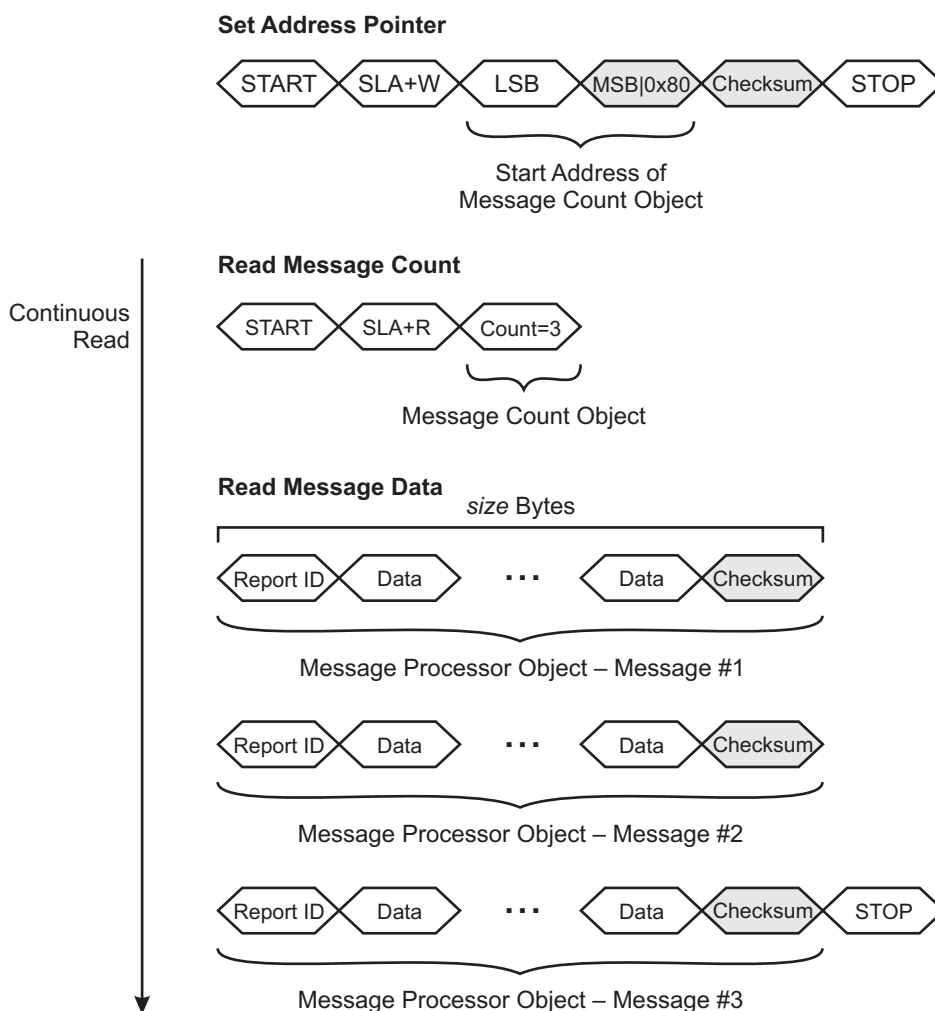 Set Address Pointer
START SLA+W LSB MSB|0x80 Checksum STOP
Start Address of
Message Count Object
Read Message Count
Continuous
Read
START SLA+R Count=3
Message Count Object
Read Message Data
size Bytes
Report ID Data ... Data Checksum
Message Processor Object – Message #1
Report ID Data ... Data Checksum
Message Processor Object – Message #2
Report ID Data ... Data Checksum STOP
Message Processor Object – Message #3